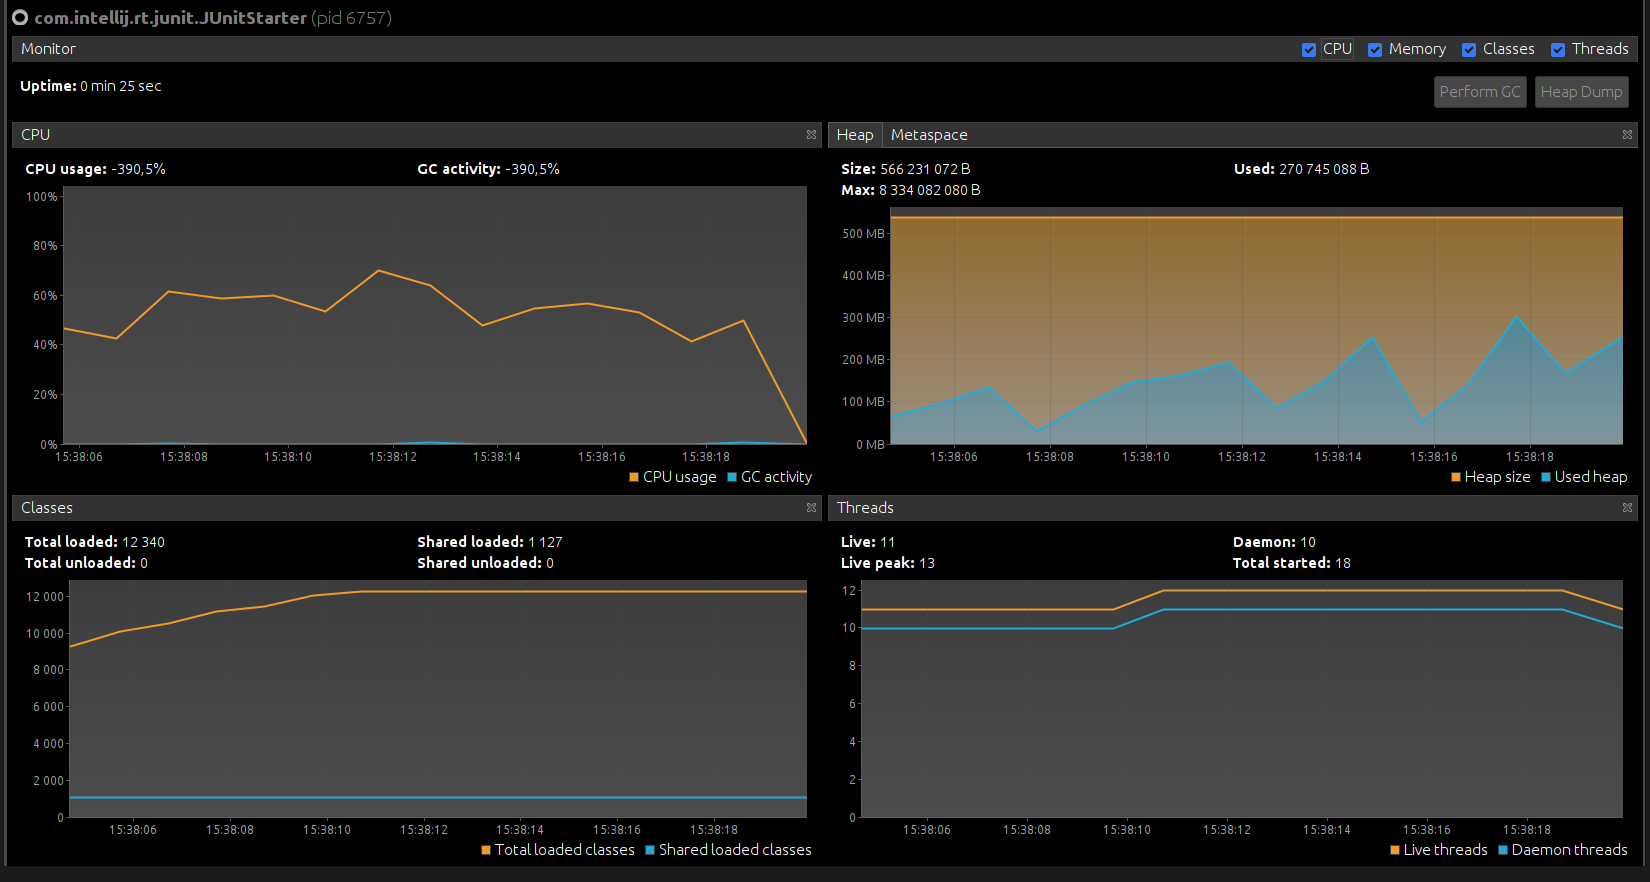 com.intellij.rt.junit.JUnitStarter (pid 6757)
Monitor
CPU Memory Classes Threads
Uptime: 0 min 25 sec
Perform GC Heap Dump
CPU
CPU usage: -390,5% GC activity: -390,5%
100%
80%
60%
40%
20%
0%
15:38:06 15:38:08 15:38:10 15:38:12 15:38:14 15:38:16 15:38:18
CPU usage GC activity
Heap Metaspace
Size: 566 231 072 B Used: 270 745 088 B
Max: 8 334 082 080 B
500 MB
400 MB
300 MB
200 MB
100 MB
0 MB
15:38:06 15:38:08 15:38:10 15:38:12 15:38:14 15:38:16 15:38:18
Heap size Used heap
Classes
Total loaded: 12 340 Shared loaded: 1 127
Total unloaded: 0 Shared unloaded: 0
12 000
10 000
8 000
6 000
4 000
2 000
0
15:38:06 15:38:08 15:38:10 15:38:12 15:38:14 15:38:16 15:38:18
Total loaded classes Shared loaded classes
Threads
Live: 11 Daemon: 10
Live peak: 13 Total started: 18
12
10
8
6
4
2
0
15:38:06 15:38:08 15:38:10 15:38:12 15:38:14 15:38:16 15:38:18
Live threads Daemon threads